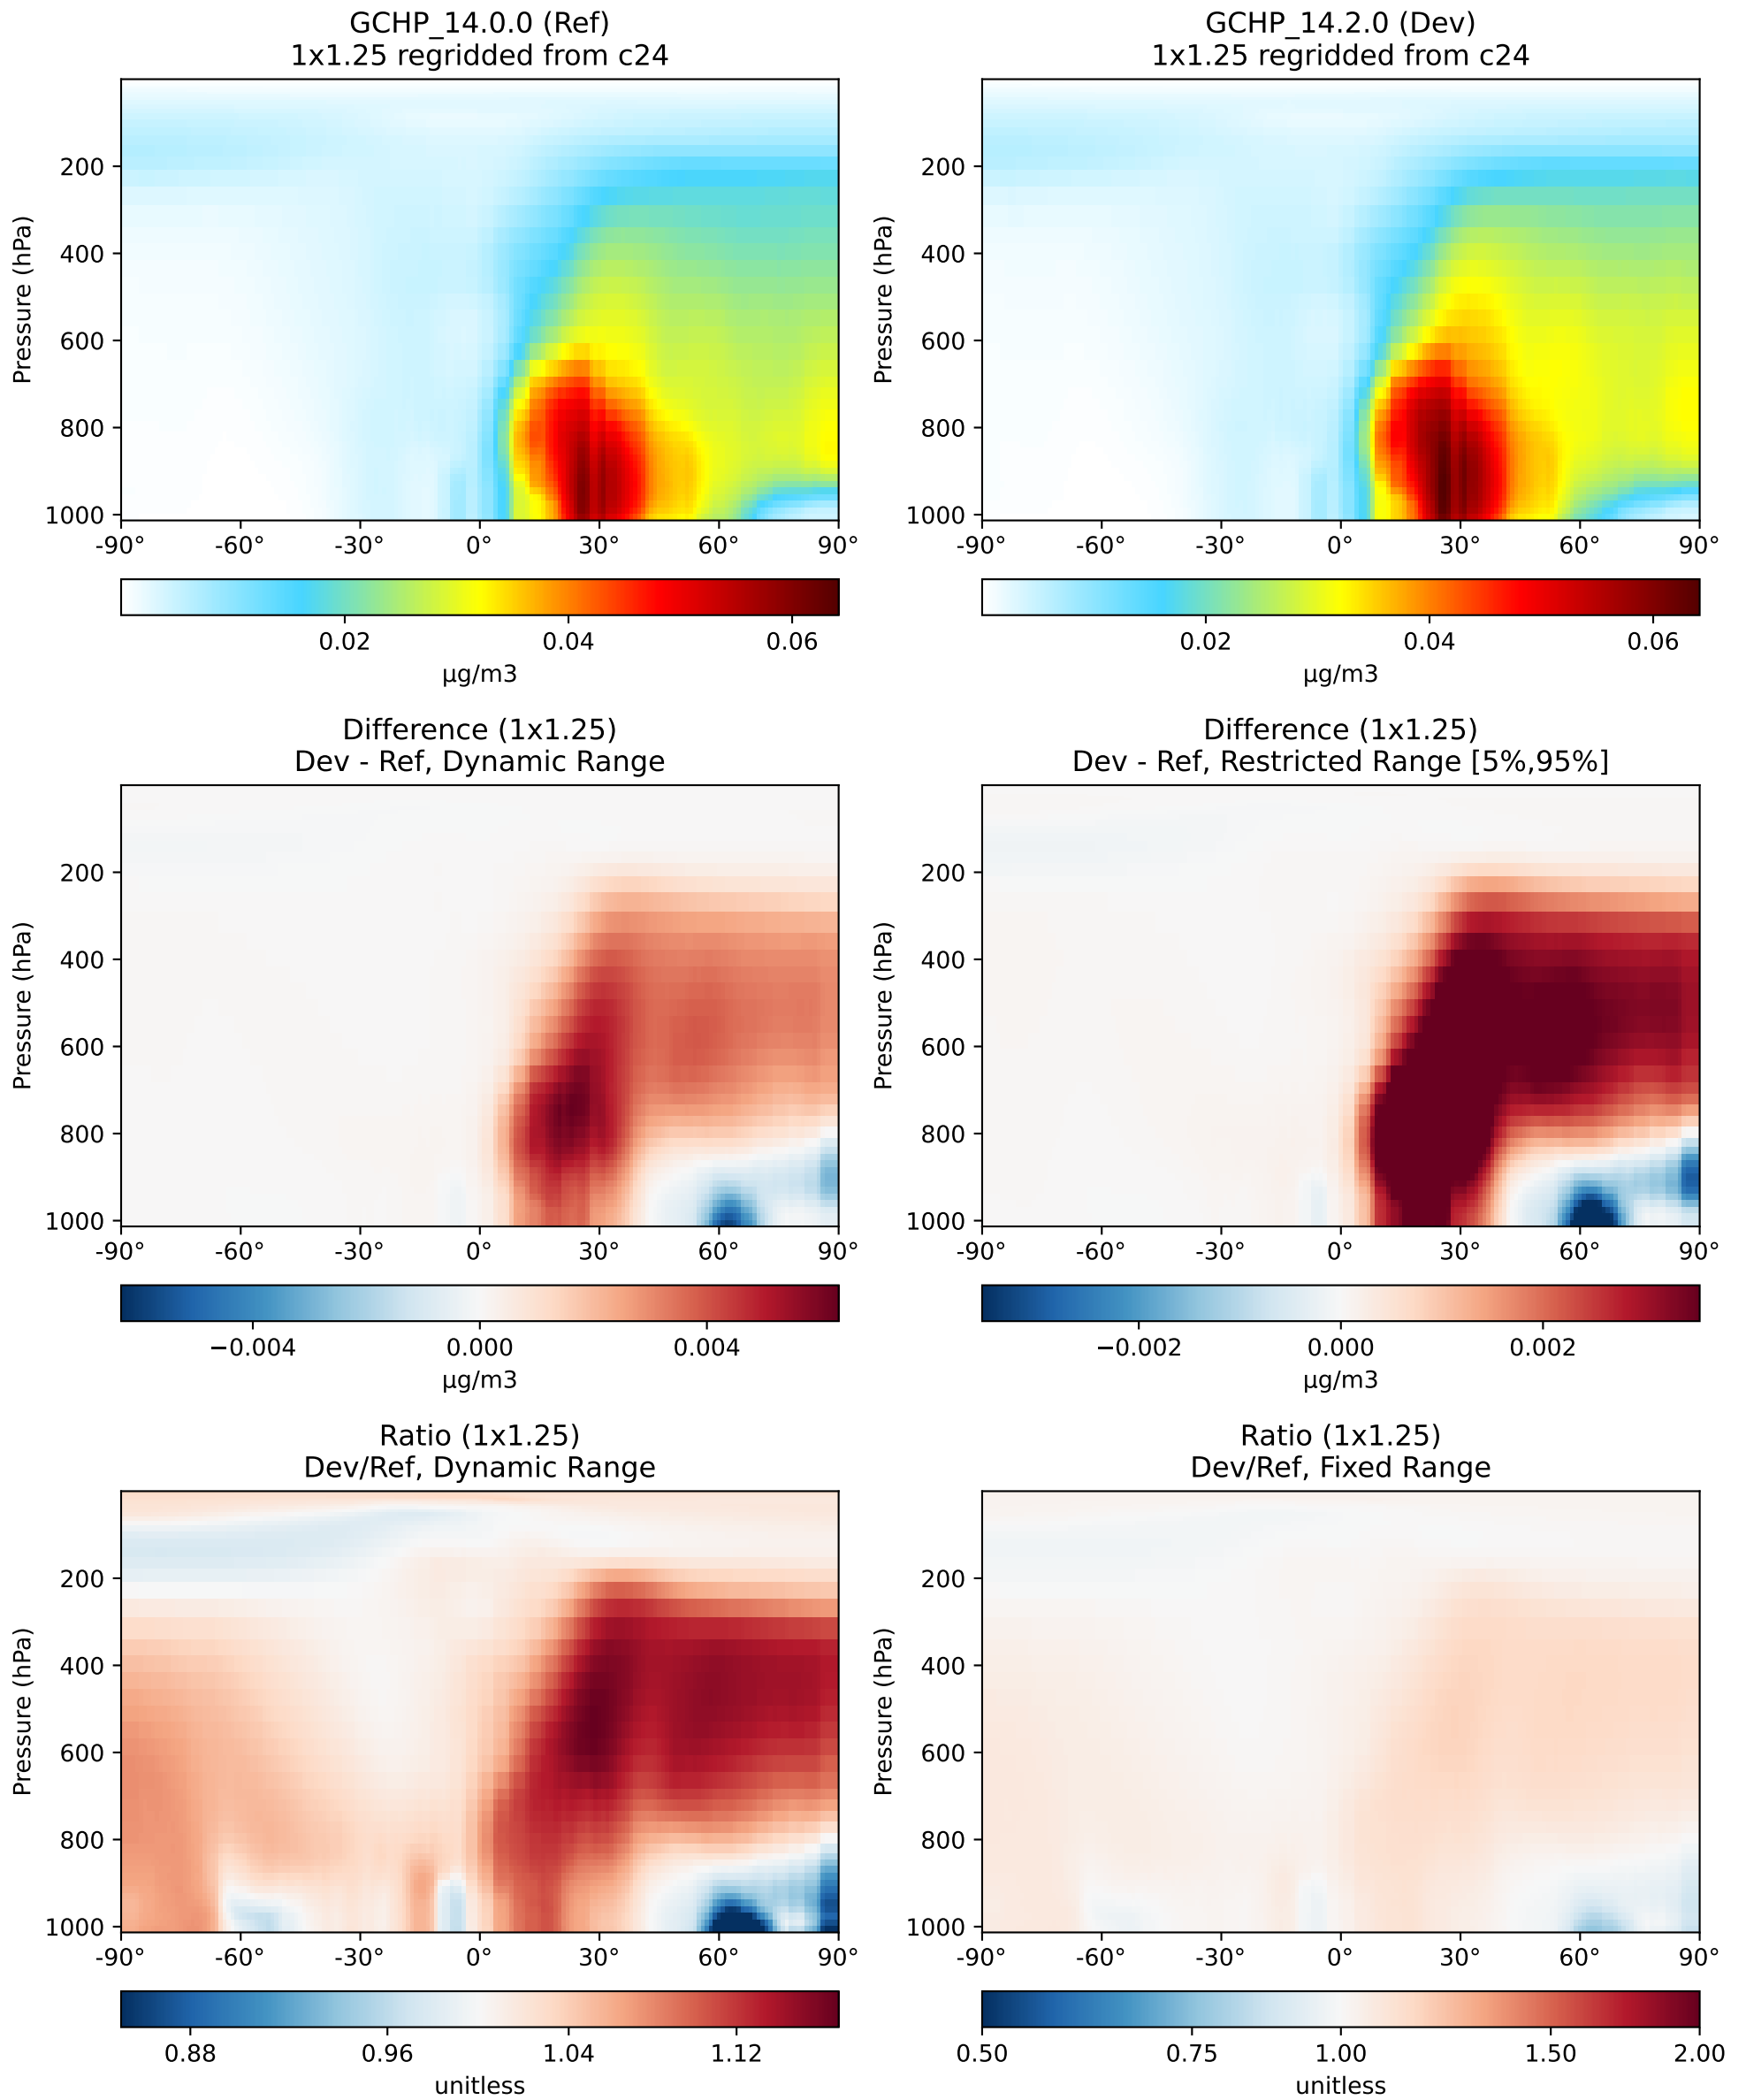 GCHP_14.0.0 (Ref)
1x1.25 regridded from c24
Pressure (hPa)
200
400
600
800
1000
-90° -60° -30° 0° 30° 60° 90°
0.02 0.04 0.06
µg/m3
GCHP_14.2.0 (Dev)
1x1.25 regridded from c24
Pressure (hPa)
200
400
600
800
1000
-90° -60° -30° 0° 30° 60° 90°
0.02 0.04 0.06
µg/m3
Difference (1x1.25)
Dev - Ref, Dynamic Range
Pressure (hPa)
200
400
600
800
1000
-90° -60° -30° 0° 30° 60° 90°
−0.004 0.000 0.004
µg/m3
Difference (1x1.25)
Dev - Ref, Restricted Range [5%,95%]
Pressure (hPa)
200
400
600
800
1000
-90° -60° -30° 0° 30° 60° 90°
−0.002 0.000 0.002
µg/m3
Ratio (1x1.25)
Dev/Ref, Dynamic Range
Pressure (hPa)
200
400
600
800
1000
-90° -60° -30° 0° 30° 60° 90°
0.88 0.96 1.04 1.12
unitless
Ratio (1x1.25)
Dev/Ref, Fixed Range
Pressure (hPa)
200
400
600
800
1000
-90° -60° -30° 0° 30° 60° 90°
0.50 0.75 1.00 1.50 2.00
unitless